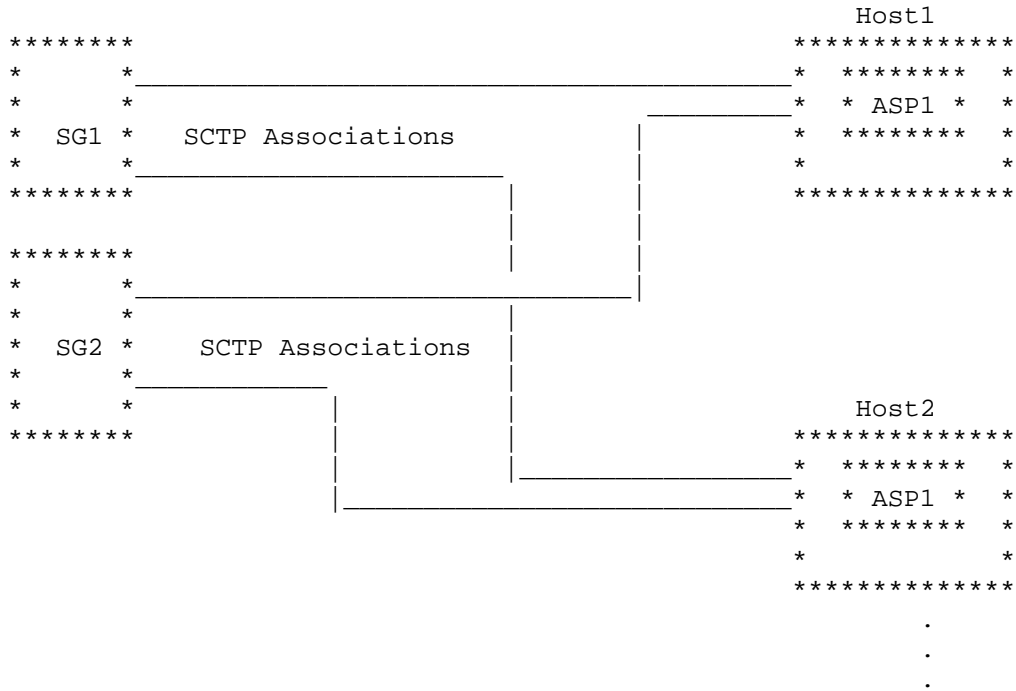 Host1
ASP1
SG1 SCTP Associations
SG2 SCTP Associations
Host2
ASP1
.
.
.